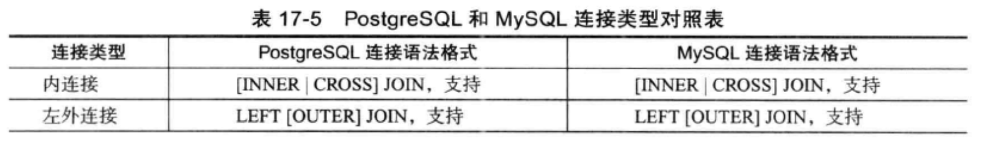 表 17-5 PostgreSQL 和 MySQL 连接类型对照表
连接类型 PostgreSQL 连接语法格式 MySQL 连接语法格式
内连接 [INNER | CROSS] JOIN，支持 [INNER | CROSS] JOIN，支持
左外连接 LEFT [OUTER] JOIN，支持 LEFT [OUTER] JOIN，支持